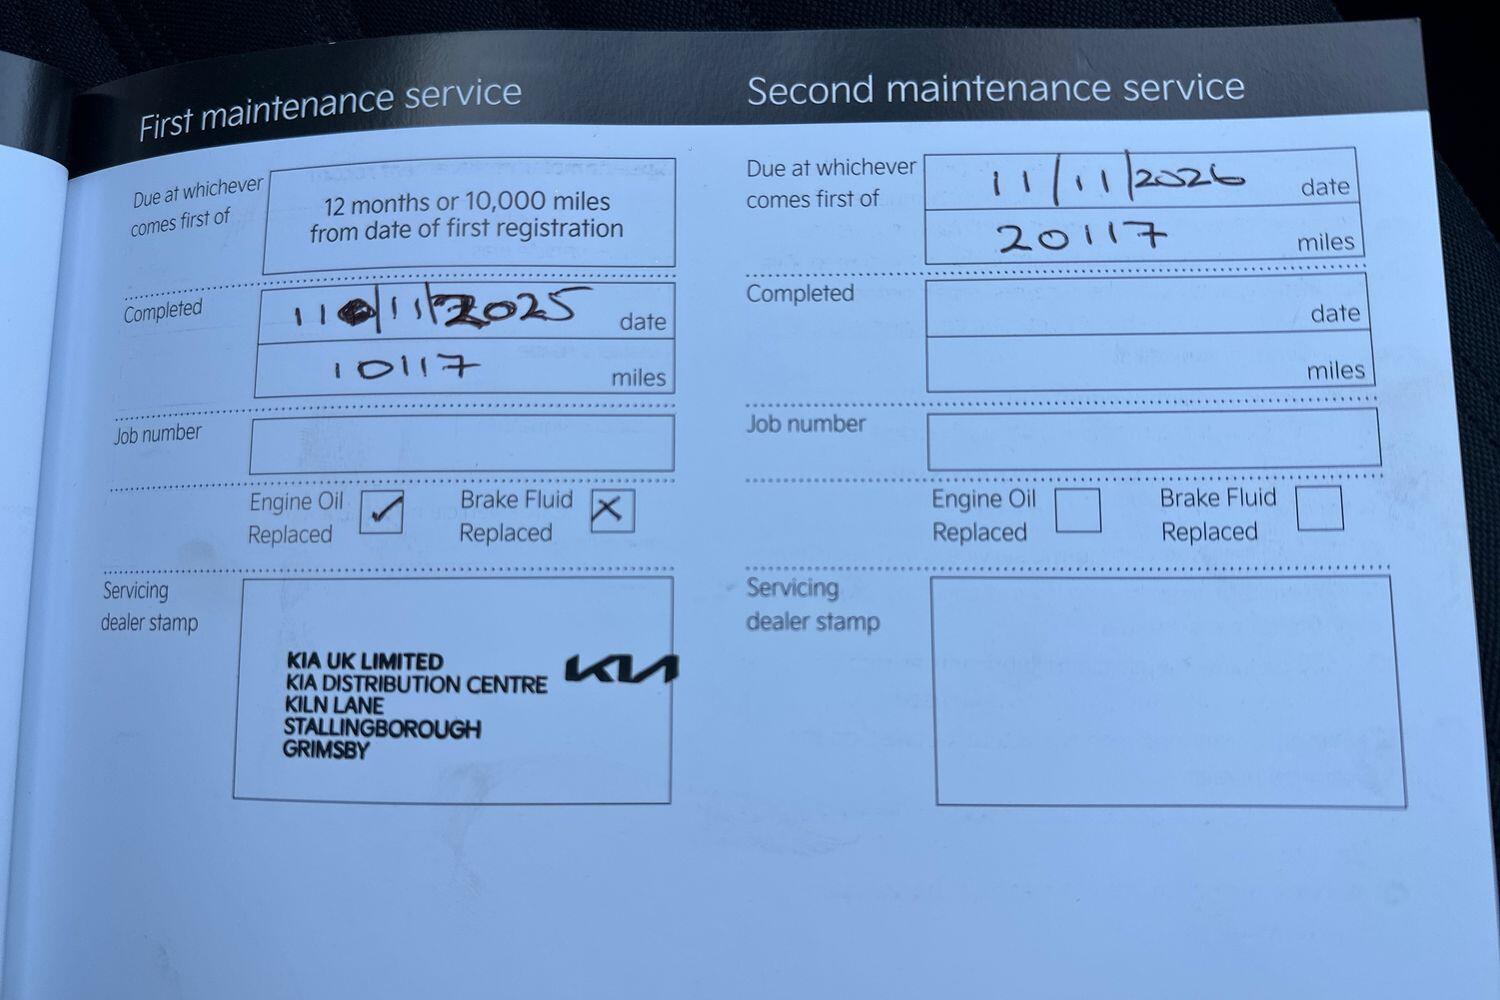 First maintenance service
Due at whichever
comes first of
12 months or 10,000 miles
from date of first registration
Completed
11/11/2025 date
10117 miles
Job number
Engine Oil
Replaced
✓
Brake Fluid
Replaced
X
Servicing
dealer stamp
KIA UK LIMITED
KIA DISTRIBUTION CENTRE
KILN LANE
STALLINGBOROUGH
GRIMSBY
KIA
Second maintenance service
Due at whichever
comes first of
11/11/2026 date
20117 miles
Completed
date
miles
Job number
Engine Oil
Replaced
Brake Fluid
Replaced
Servicing
dealer stamp